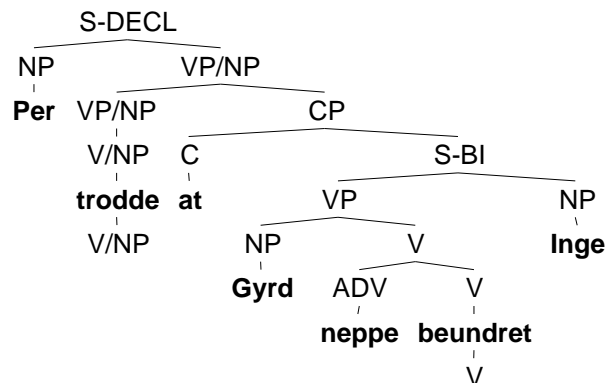 S-DECL
NP VP/NP
Per VP/NP CP
V/NP C S-BI
trodde at VP NP
V/NP NP V Inge
Gyrd ADV V
neppe beundret
V